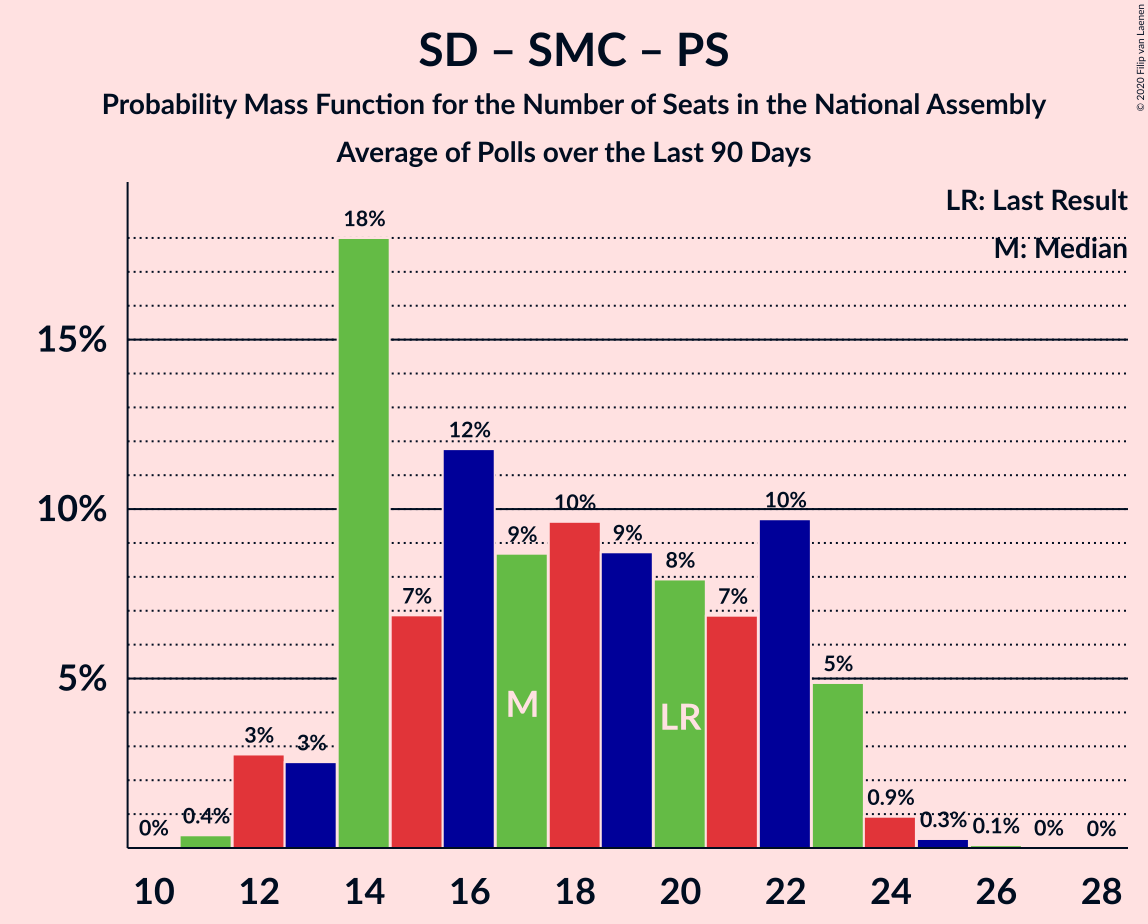 SD – SMC – PS
Probability Mass Function for the Number of Seats in the National Assembly
Average of Polls over the Last 90 Days
© 2020 Filip van Laenen
LR: Last Result
M: Median
15%
10%
5%
0%
0.4%
3%
3%
18%
7%
12%
9%
10%
9%
8%
7%
10%
5%
0.9%
0.3%
0.1%
0%
0%
M
LR
10 12 14 16 18 20 22 24 26 28